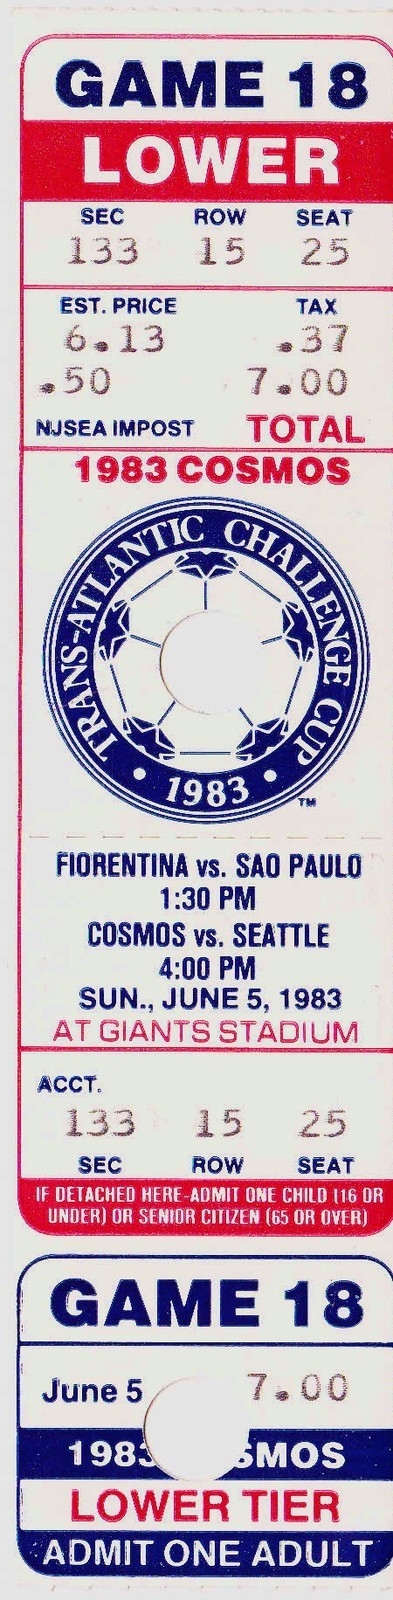 GAME 18
LOWER
SEC ROW SEAT
133 15 25
EST. PRICE TAX
6.13 .37
.50 7.00
NJSEA IMPOST TOTAL
1983 COSMOS
TRANS-ATLANTIC CHALLENGE CUP
• 1983 •
TM
FIORENTINA vs. SAO PAULO
1:30 PM
COSMOS vs. SEATTLE
4:00 PM
SUN., JUNE 5, 1983
AT GIANTS STADIUM
ACCT.
133 15 25
SEC ROW SEAT
IF DETACHED HERE-ADMIT ONE CHILD (16 OR
UNDER) OR SENIOR CITIZEN (65 OR OVER)
GAME 18
June 5 7.00
1983 SMOS
LOWER TIER
ADMIT ONE ADULT